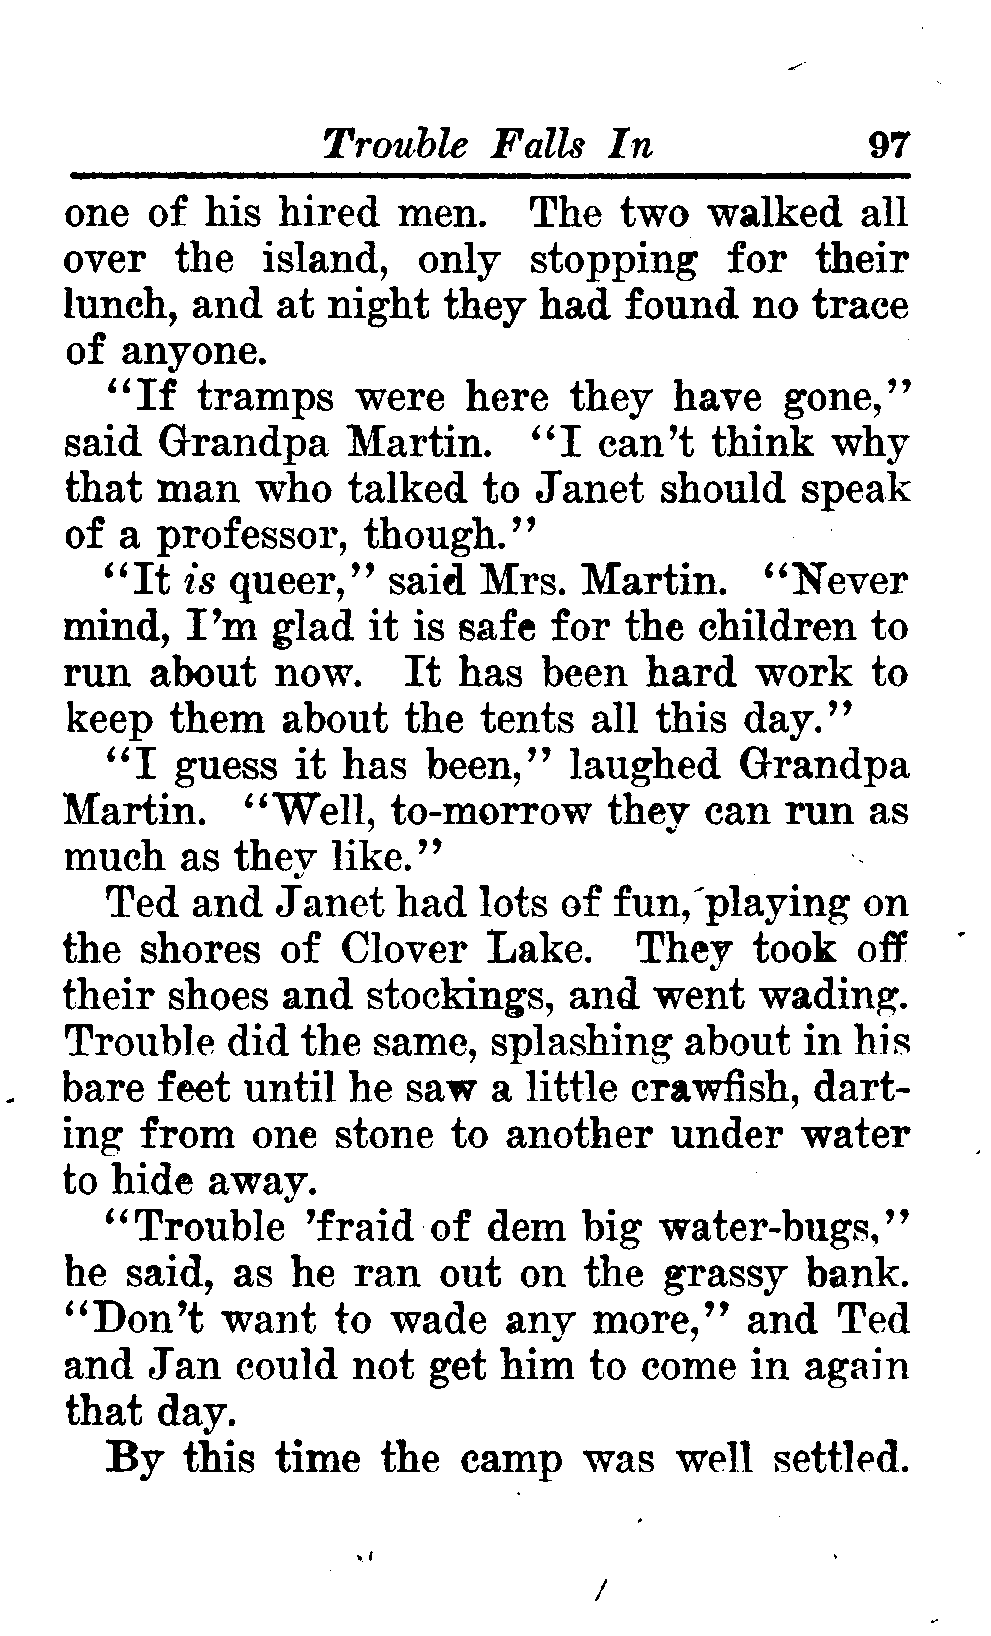 Trouble Falls In 97
one of his hired men. The two walked all
over the island, only stopping for their
lunch, and at night they had found no trace
of anyone.
"If tramps were here they have gone,"
said Grandpa Martin. "I can't think why
that man who talked to Janet should speak
of a professor, though."
"It is queer," said Mrs. Martin. "Never
mind, I'm glad it is safe for the children to
run about now. It has been hard work to
keep them about the tents all this day."
"I guess it has been," laughed Grandpa
Martin. "Well, to-morrow they can run as
much as they like."
Ted and Janet had lots of fun, playing on
the shores of Clover Lake. They took off
their shoes and stockings, and went wading.
Trouble did the same, splashing about in his
bare feet until he saw a little crawfish, dart-
ing from one stone to another under water
to hide away.
"Trouble 'fraid of dem big water-bugs,"
he said, as he ran out on the grassy bank.
"Don't want to wade any more," and Ted
and Jan could not get him to come in again
that day.
By this time the camp was well settled.